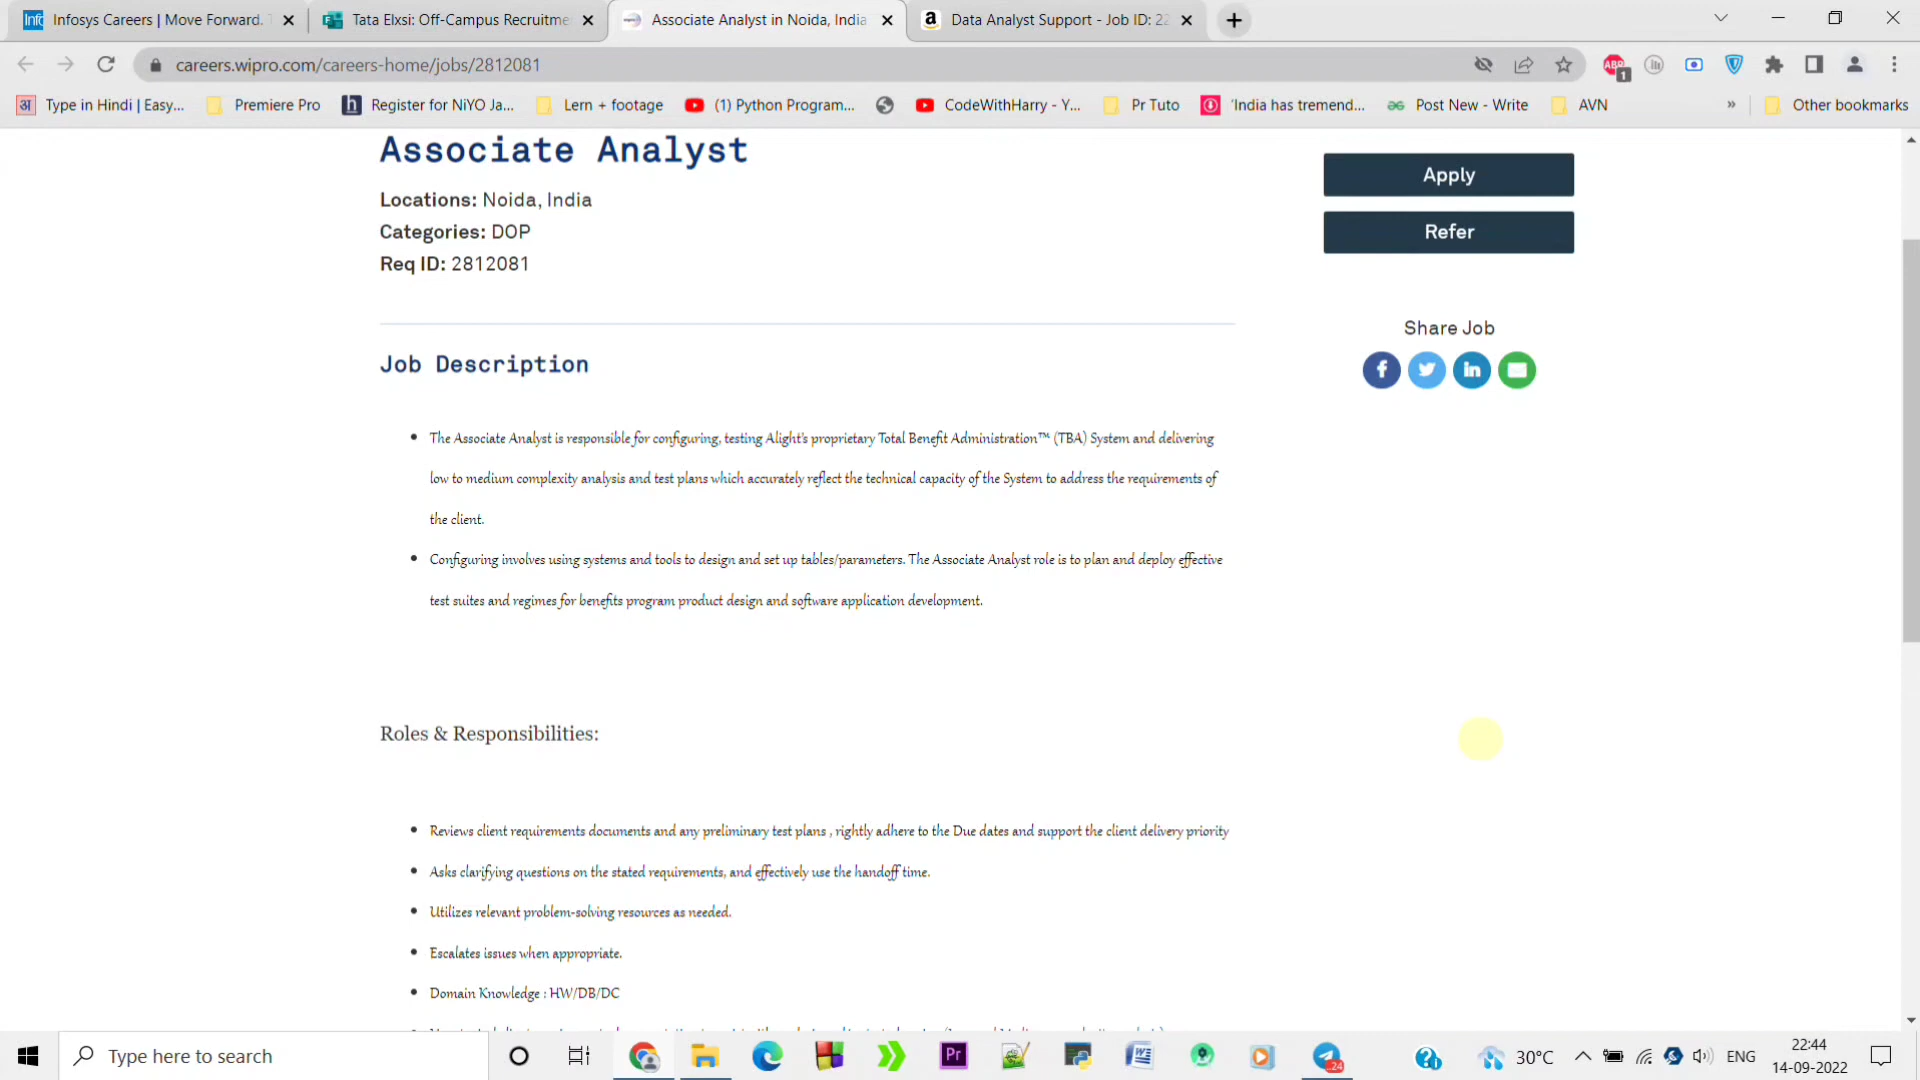 Infosys Careers | Move Forward.
Tata Elxsi: Off-Campus Recruitme
Associate Analyst in Noida, India
Data Analyst Support - Job ID: 22
careers.wipro.com/careers-home/jobs/2812081
ABP
1
Type in Hindi | Easy...
Premiere Pro
Register for NiYO Ja...
Lern + footage
(1) Python Program...
CodeWithHarry - Y...
Pr Tuto
'India has tremend...
Post New - Write
AVN
»
Other bookmarks
Associate Analyst
Locations: Noida, India
Categories: DOP
Req ID: 2812081
Apply
Refer
Share Job
Job Description
The Associate Analyst is responsible for configuring, testing Alight's proprietary Total Benefit Administration™ (TBA) System and delivering
low to medium complexity analysis and test plans which accurately reflect the technical capacity of the System to address the requirements of
the client.
Configuring involves using systems and tools to design and set up tables/parameters. The Associate Analyst role is to plan and deploy effective
test suites and regimes for benefits program product design and software application development.
Roles & Responsibilities:
Reviews client requirements documents and any preliminary test plans , rightly adhere to the Due dates and support the client delivery priority
Asks clarifying questions on the stated requirements, and effectively use the handoff time.
Utilizes relevant problem-solving resources as needed.
Escalates issues when appropriate.
Domain Knowledge : HW/DB/DC
Type here to search
Pr
24
30°C
ENG
22:44
14-09-2022